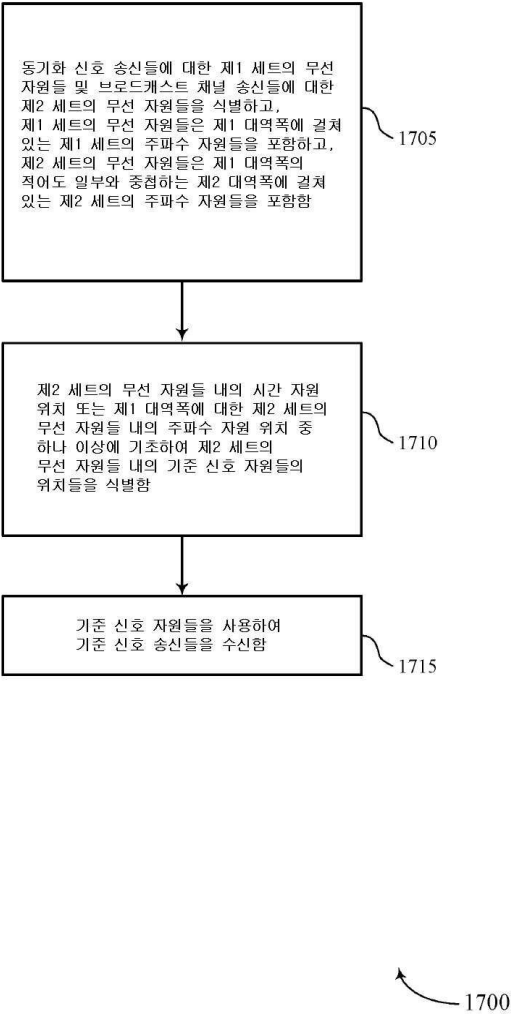 동기화 신호 송신들에 대한 제1 세트의 무선
자원들 및 브로드캐스트 채널 송신들에 대한
제2 세트의 무선 자원들을 식별하고,
제1 세트의 무선 자원들은 제1 대역폭에 걸쳐
있는 제1 세트의 주파수 자원들을 포함하고,
제2 세트의 무선 자원들은 제1 대역폭의
적어도 일부와 중첩하는 제2 대역폭에 걸쳐
있는 제2 세트의 주파수 자원들을 포함함
1705
제2 세트의 무선 자원들 내의 시간 자원
위치 또는 제1 대역폭에 대한 제2 세트의
무선 자원들 내의 주파수 자원 위치 중
하나 이상에 기초하여 제2 세트의
무선 자원들 내의 기준 신호 자원들의
위치들을 식별함
1710
기준 신호 자원들을 사용하여
기준 신호 송신들을 수신함
1715
1700